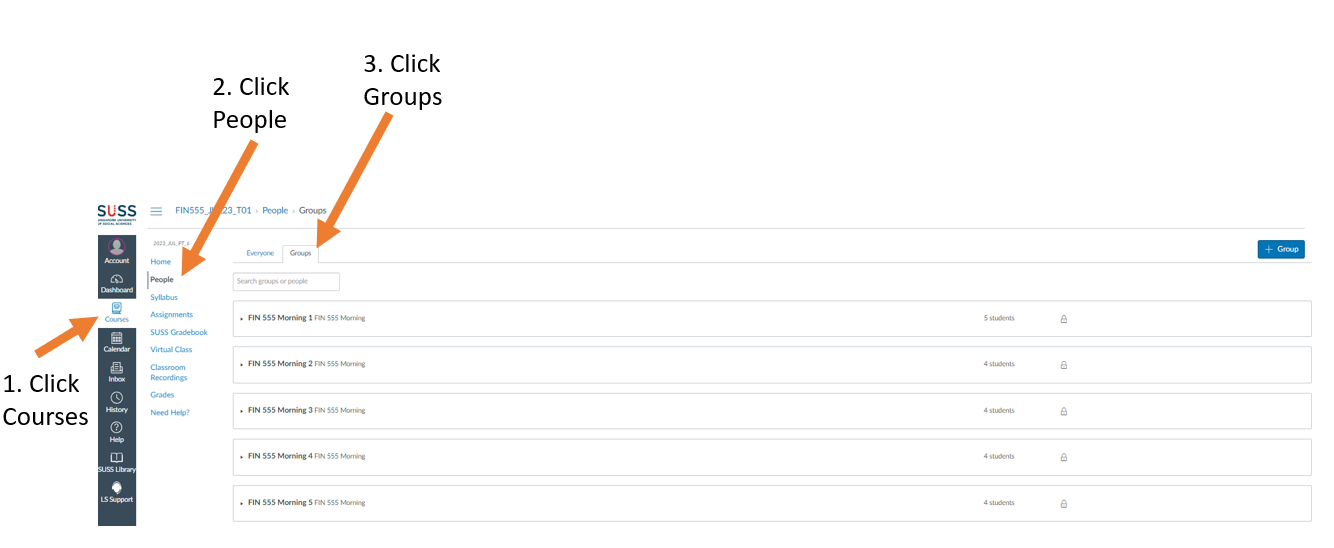 3. Click
Groups
2. Click
People
SUSS
SINGAPORE UNIVERSITY
OF SOCIAL SCIENCES
People › Groups
2023_JUL_PT_6
Everyone
Groups
+ Group
Account
Dashboard
Courses
Calendar
Inbox
History
Help
SUSS Library
LS Support
Home
People
Syllabus
Assignments
SUSS Gradebook
Virtual Class
Classroom
Recordings
Grades
Need Help?
Search groups or people
FIN 555 Morning 1 FIN 555 Morning 5 students
FIN 555 Morning 2 FIN 555 Morning 4 students
FIN 555 Morning 3 FIN 555 Morning 4 students
FIN 555 Morning 4 FIN 555 Morning 4 students
FIN 555 Morning 5 FIN 555 Morning 4 students
1. Click
Courses